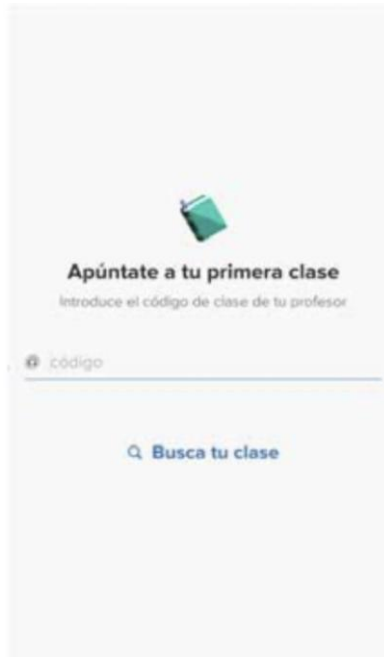 Apúntate a tu primera clase
Introduce el código de clase de tu profesor
@ código
Busca tu clase